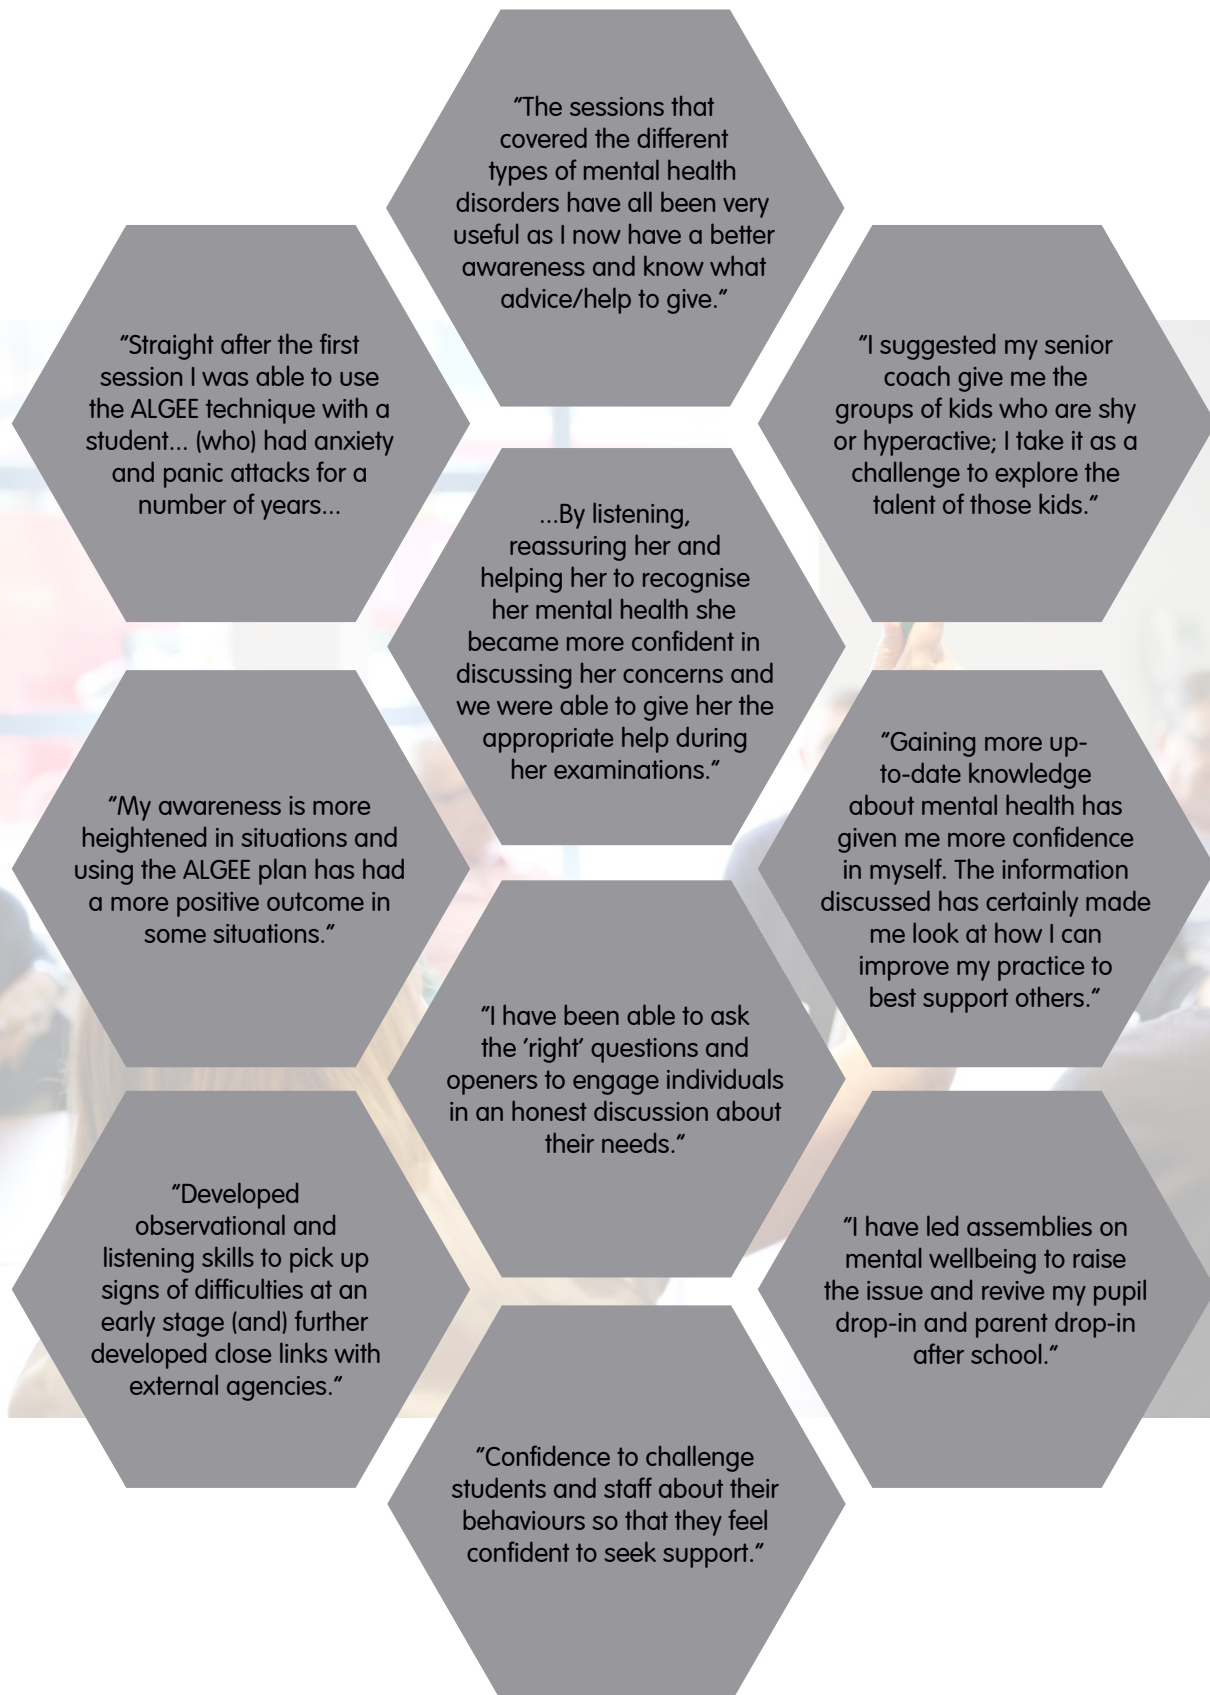 "The sessions that
covered the different
types of mental health
disorders have all been very
useful as I now have a better
awareness and know what
advice/help to give."
"Straight after the first
session I was able to use
the ALGEE technique with a
student... (who) had anxiety
and panic attacks for a
number of years...
...By listening,
reassuring her and
helping her to recognise
her mental health she
became more confident in
discussing her concerns and
we were able to give her the
appropriate help during
her examinations."
"I suggested my senior
coach give me the
groups of kids who are shy
or hyperactive; I take it as a
challenge to explore the
talent of those kids."
"My awareness is more
heightened in situations and
using the ALGEE plan has had
a more positive outcome in
some situations."
"Gaining more up-
to-date knowledge
about mental health has
given me more confidence
in myself. The information
discussed has certainly made
me look at how I can
improve my practice to
best support others."
"I have been able to ask
the 'right' questions and
openers to engage individuals
in an honest discussion about
their needs."
"Developed
observational and
listening skills to pick up
signs of difficulties at an
early stage (and) further
developed close links with
external agencies."
"I have led assemblies on
mental wellbeing to raise
the issue and revive my pupil
drop-in and parent drop-in
after school."
"Confidence to challenge
students and staff about their
behaviours so that they feel
confident to seek support."